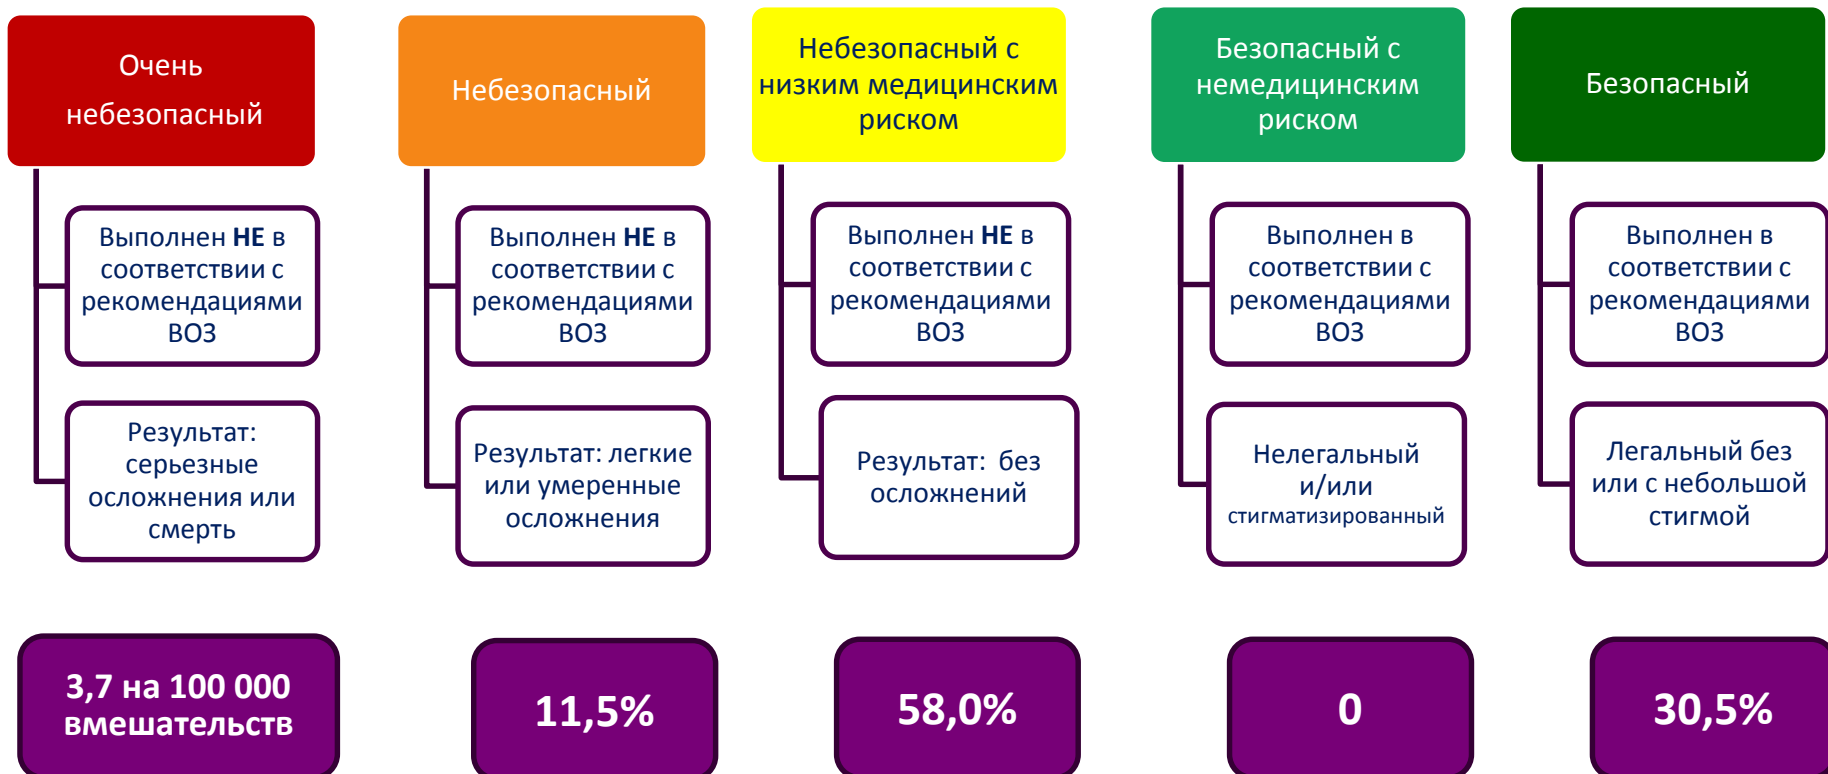 Очень
небезопасный
Выполнен НЕ в
соответствии с
рекомендациями
ВОЗ
Результат:
серьезные
осложнения или
смерть
3,7 на 100 000
вмешательств
Небезопасный
Выполнен НЕ в
соответствии с
рекомендациями
ВОЗ
Результат: легкие
или умеренные
осложнения
11,5%
Небезопасный с
низким медицинским
риском
Выполнен НЕ в
соответствии с
рекомендациями
ВОЗ
Результат: без
осложнений
58,0%
Безопасный с
немедицинским
риском
Выполнен в
соответствии с
рекомендациями
ВОЗ
Нелегальный
и/или
стигматизированный
0
Безопасный
Выполнен в
соответствии с
рекомендациями
ВОЗ
Легальный без
или с небольшой
стигмой
30,5%